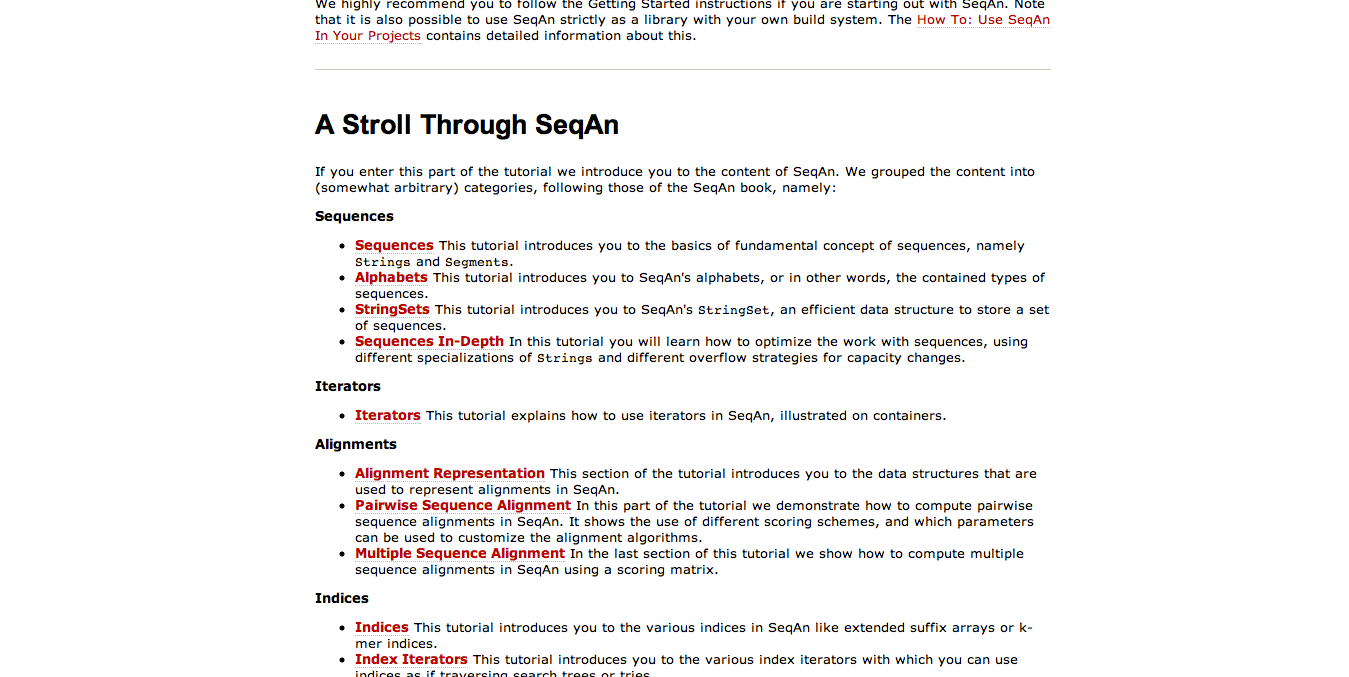 We highly recommend you to follow the Getting Started instructions if you are starting out with SeqAn. Note
that it is also possible to use SeqAn strictly as a library with your own build system. The How To: Use SeqAn
In Your Projects contains detailed information about this.
A Stroll Through SeqAn
If you enter this part of the tutorial we introduce you to the content of SeqAn. We grouped the content into
(somewhat arbitrary) categories, following those of the SeqAn book, namely:
Sequences
• Sequences This tutorial introduces you to the basics of fundamental concept of sequences, namely
Strings and Segments.
• Alphabets This tutorial introduces you to SeqAn's alphabets, or in other words, the contained types of
sequences.
• StringSets This tutorial introduces you to SeqAn's StringSet, an efficient data structure to store a set
of sequences.
• Sequences In-Depth In this tutorial you will learn how to optimize the work with sequences, using
different specializations of Strings and different overflow strategies for capacity changes.
Iterators
• Iterators This tutorial explains how to use iterators in SeqAn, illustrated on containers.
Alignments
• Alignment Representation This section of the tutorial introduces you to the data structures that are
used to represent alignments in SeqAn.
• Pairwise Sequence Alignment In this part of the tutorial we demonstrate how to compute pairwise
sequence alignments in SeqAn. It shows the use of different scoring schemes, and which parameters
can be used to customize the alignment algorithms.
• Multiple Sequence Alignment In the last section of this tutorial we show how to compute multiple
sequence alignments in SeqAn using a scoring matrix.
Indices
• Indices This tutorial introduces you to the various indices in SeqAn like extended suffix arrays or k-
mer indices.
• Index Iterators This tutorial introduces you to the various index iterators with which you can use
indices as if traversing search trees or tries.